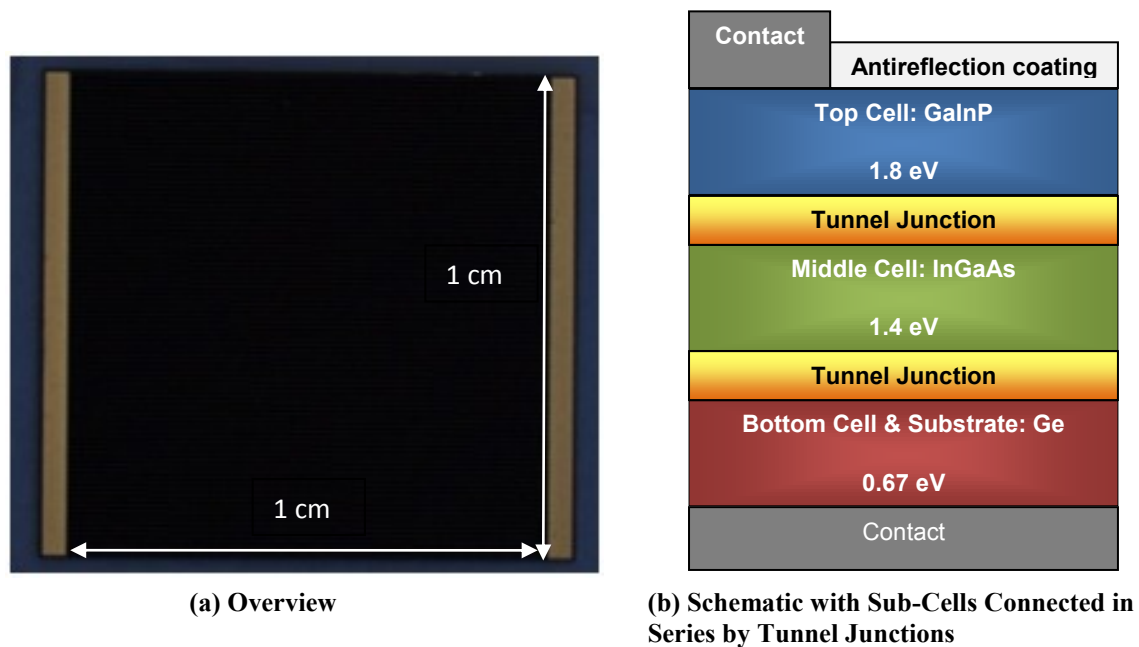 1 cm
1 cm
(a) Overview
Contact
Antireflection coating
Top Cell: GaInP
1.8 eV
Tunnel Junction
Middle Cell: InGaAs
1.4 eV
Tunnel Junction
Bottom Cell & Substrate: Ge
0.67 eV
Contact
(b) Schematic with Sub-Cells Connected in
Series by Tunnel Junctions